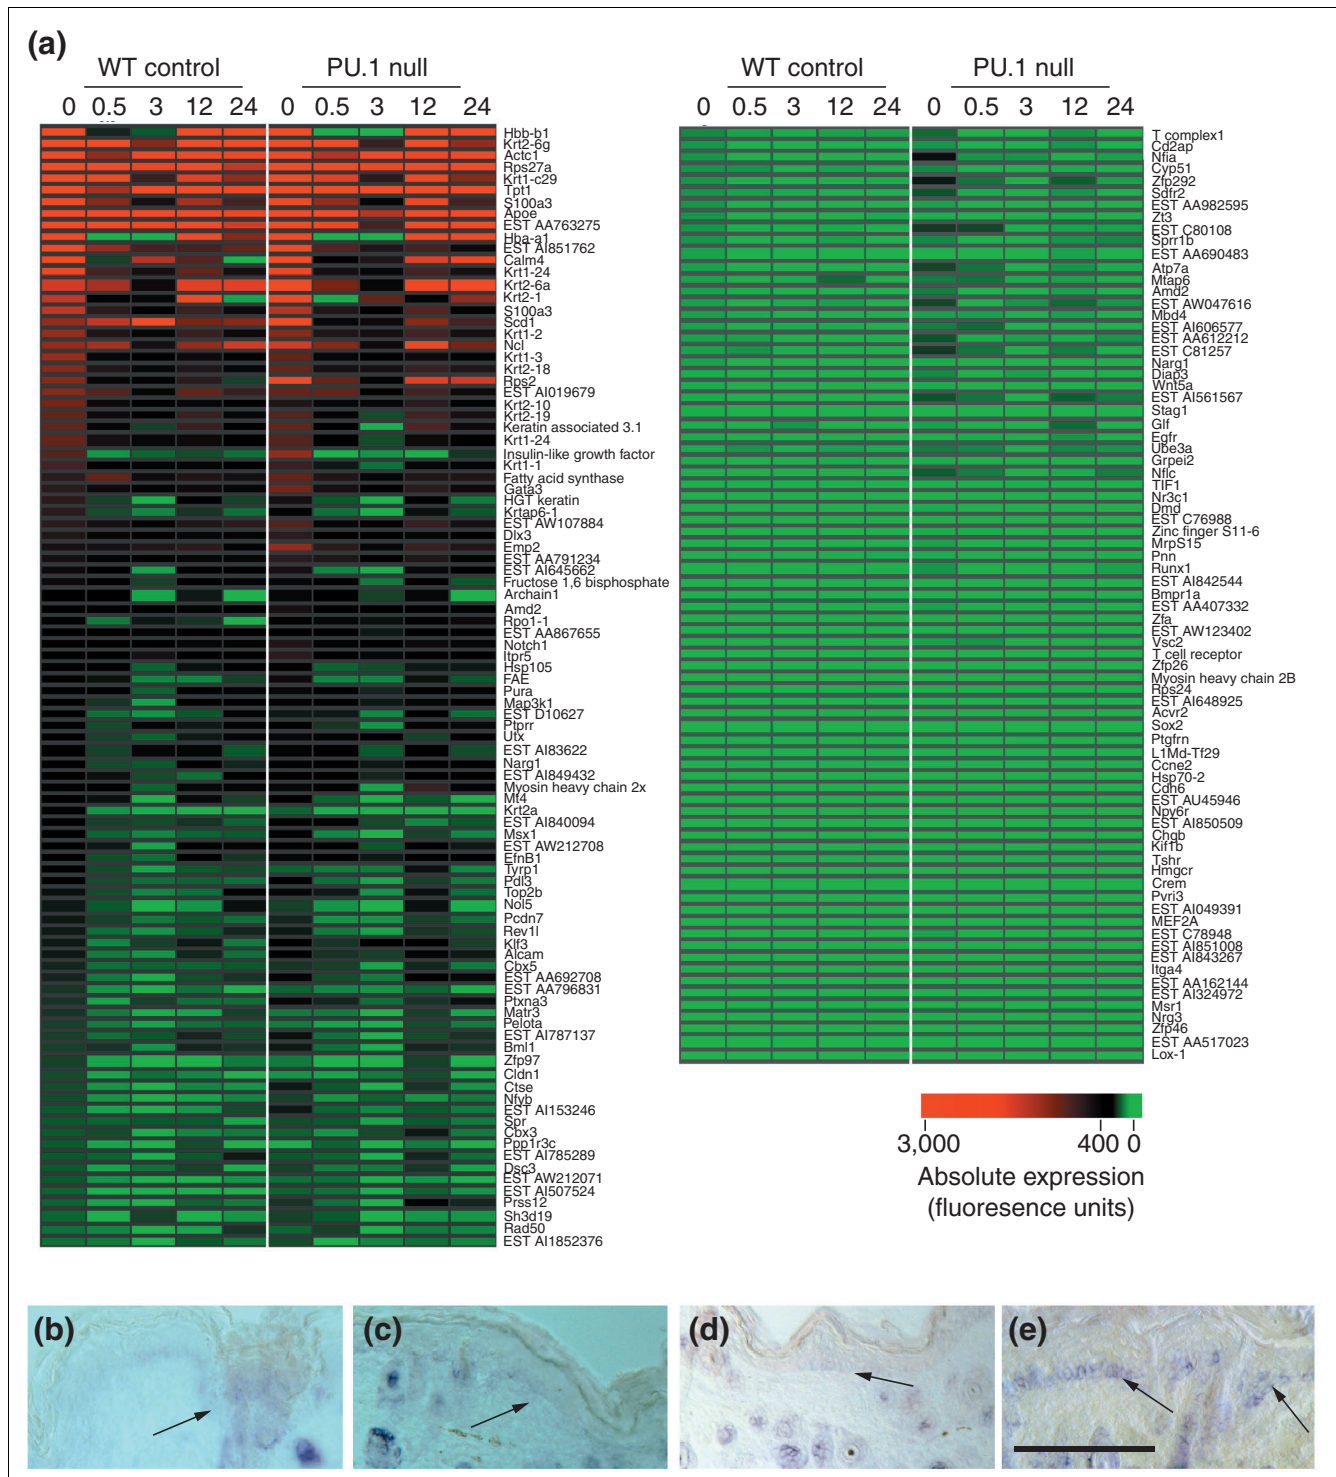 (a)
WT control
PU.1 null
0 0.5 3 12 24 0 0.5 3 12 24
Hbb-b1
Krt2-6g
Actc1
Rps27a
Krt1-c29
Tpt1
S100a3
Apoe
EST AA763275
Hba-a1
EST AI851762
Calm4
Krt1-24
Krt2-6a
Krt2-1
S100a3
Scd1
Krt1-2
Ncl
Krt1-3
Krt2-18
Rps2
EST AI019679
Krt2-10
Krt2-19
Keratin associated 3.1
Krt1-24
Insulin-like growth factor
Krt1-1
Fatty acid synthase
Gata3
HGT keratin
Krtap6-1
EST AW107884
Dlx3
Emp2
EST AA791234
EST AI645662
Fructose 1,6 bisphosphate
Archain1
Amd2
Rpo1-1
EST AA867655
Notch1
Itpr5
Hsp105
FAE
Pura
Map3k1
EST D10627
Ptprr
Utx
EST AI83622
Narg1
EST AI849432
Myosin heavy chain 2x
Mt4
Krt2a
EST AI840094
Msx1
EST AW212708
EfnB1
Tyrp1
Pdl3
Top2b
Nol5
Pcdn7
Rev1l
Klf3
Alcam
Cbx5
EST AA692708
EST AA796831
Ptxna3
Matr3
Pelota
EST AI787137
Bml1
Zfp97
Cldn1
Ctse
Nfyb
EST AI153246
Spr
Cbx3
Ppp1r3c
EST AI785289
Dsc3
EST AW212071
EST AI507524
Prss12
Sh3d19
Rad50
EST AI1852376
WT control
PU.1 null
0 0.5 3 12 24 0 0.5 3 12 24
T complex1
Cd2ap
Nfia
Cyp51
Zfp292
Sdfr2
EST AA982595
Zt3
EST C80108
Sprr1b
EST AA690483
Atp7a
Mtap6
Amd2
EST AW047616
Mbd4
EST AI606577
EST AA612212
EST C81257
Narg1
Diap3
Wnt5a
EST AI561567
Stag1
Glf
Egfr
Ube3a
Grpei2
Nflc
TIF1
Nr3c1
Dmd
EST C76988
Zinc finger S11-6
MrpS15
Pnn
Runx1
EST AI842544
Bmpr1a
EST AA407332
Zfa
EST AW123402
Vsc2
T cell receptor
Zfp26
Myosin heavy chain 2B
Rps24
EST AI648925
Acvr2
Sox2
Ptgfrn
L1Md-Tf29
Ccne2
Hsp70-2
Cdh6
EST AU45946
Npy6r
EST AI850509
Chgb
Kif1b
Tshr
Hmgcr
Crem
Pvri3
EST AI049391
MEF2A
EST C78948
EST AI851008
EST AI843267
Itga4
EST AA162144
EST AI324972
Msr1
Nrg3
Zfp46
EST AA517023
Lox-1
3,000 400 0
Absolute expression
(fluoresence units)
(b)
(c)
(d)
(e)